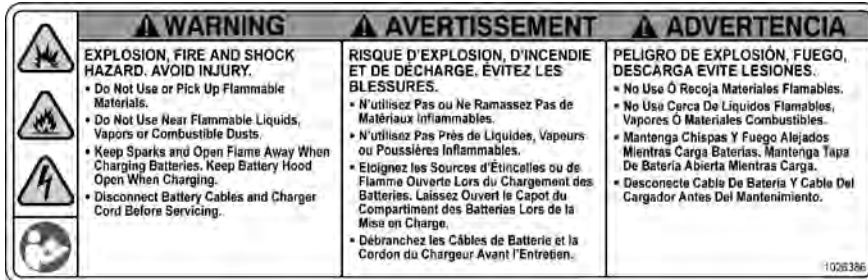 WARNING
EXPLOSION, FIRE AND SHOCK
HAZARD. AVOID INJURY.
• Do Not Use or Pick Up Flammable
Materials.
• Do Not Use Near Flammable Liquids,
Vapors or Combustible Dusts.
• Keep Sparks and Open Flame Away When
Charging Batteries. Keep Battery Hood
Open When Charging.
• Disconnect Battery Cables and Charger
Cord Before Servicing.
AVERTISSEMENT
RISQUE D'EXPLOSION, D'INCENDIE
ET DE DÉCHARGE. ÉVITEZ LES
BLESSURES.
• N'utilisez Pas ou Ne Ramassez Pas de
Matériaux Inflammables.
• N'utilisez Pas Près de Liquides, Vapeurs
ou Poussières Inflammables.
• Eloignez les Sources d'Étincelles ou de
Flamme Ouverte Lors du Chargement des
Batteries. Laissez Ouvert le Capot du
Compartiment des Batteries Lors de la
Mise en Charge.
• Débranchez les Câbles de Batterie et la
Cordon du Chargeur Avant l'Entretien.
ADVERTENCIA
PELIGRO DE EXPLOSIÓN, FUEGO,
DESCARGA EVITE LESIONES.
• No Use Ó Recoja Materiales Flamables.
• No Use Cerca De Liquidos Flamables,
Vapores Ó Materiales Combustibles.
• Mantenga Chispas Y Fuego Alejados
Mientras Carga Baterias. Mantenga Tapa
De Batería Abierta Mientras Carga.
• Desconecte Cable De Bateria Y Cable Del
Cargador Antes Del Mantenimiento.
1026386